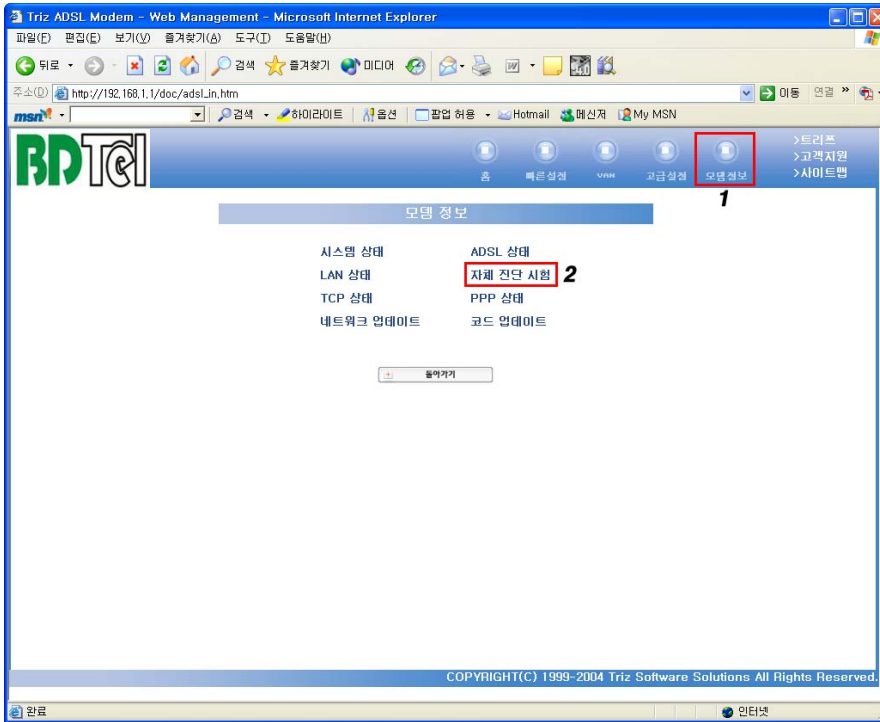 Triz ADSL Modem - Web Management - Microsoft Internet Explorer
파일(F) 편집(E) 보기(V) 즐겨찾기(A) 도구(T) 도움말(H)
뒤로 검색 즐겨찾기 미디어
주소(D) http://192.168.1.1/doc/adsl_in.htm 이동 연결 »
msn 검색 하이라이트 옵션 팝업 허용 Hotmail 메신저 My MSN
BDTel
홈 빠른설정 VAN 고급설정 모뎀정보
>트리쯔
>고객지원
>사이트맵
1
모뎀 정보
시스템 상태 ADSL 상태
LAN 상태 자체 진단 시험 2
TCP 상태 PPP 상태
네트워크 업데이트 코드 업데이트
돌아가기
COPYRIGHT(C) 1999-2004 Triz Software Solutions All Rights Reserved.
완료 인터넷